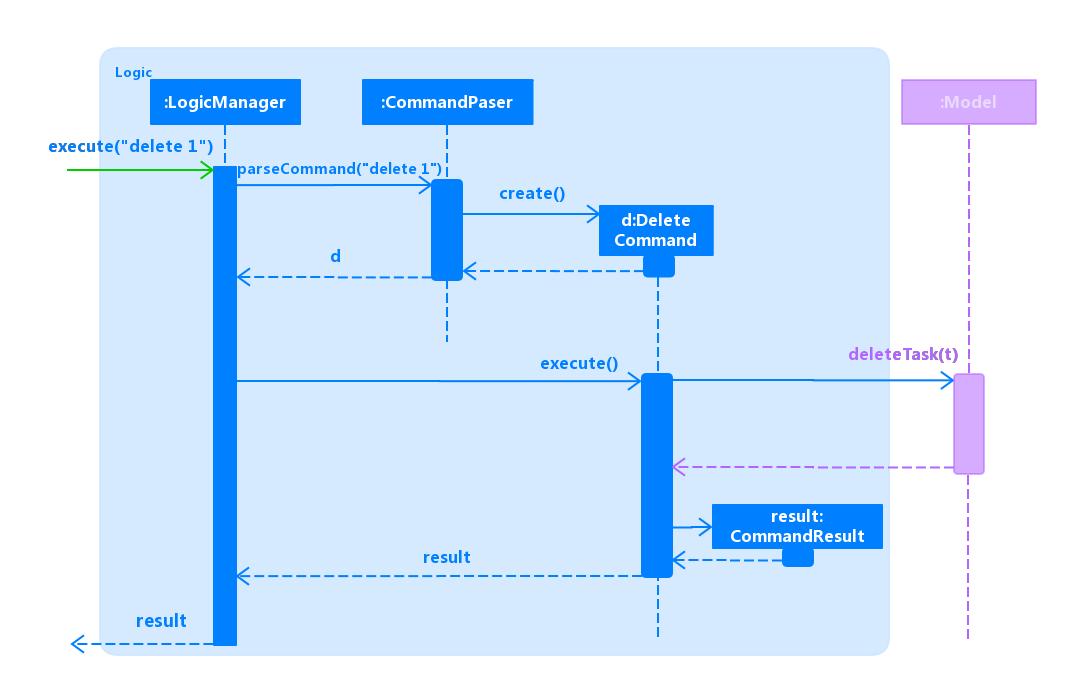 Logic
:LogicManager
:CommandPaser
:Model
execute("delete 1")
parseCommand("delete 1")
create()
d:Delete
Command
d
deleteTask(t)
execute()
result:
CommandResult
result
result